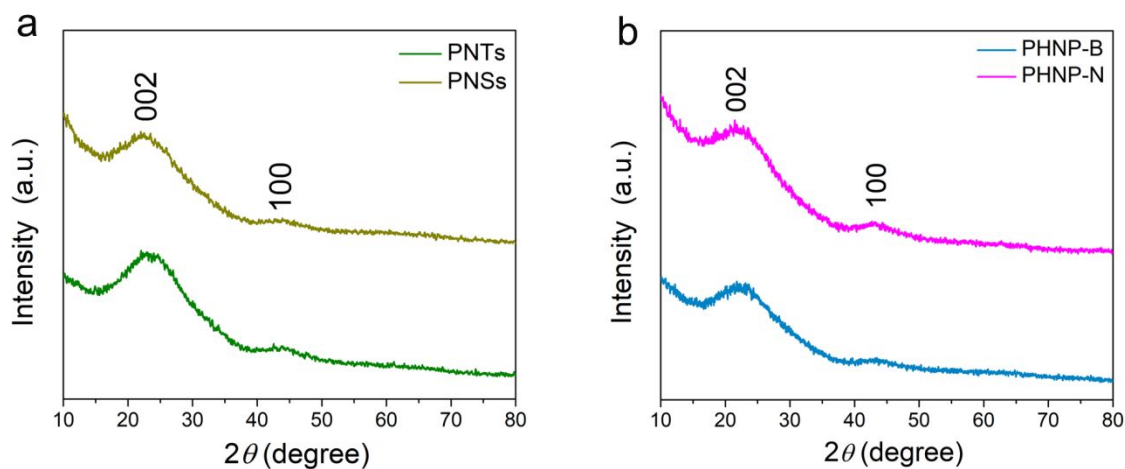 a
PNTs
PNSs
002
100
Intensity (a.u.)
10 20 30 40 50 60 70 80
2θ (degree)
b
PHNP-B
PHNP-N
002
100
Intensity (a.u.)
10 20 30 40 50 60 70 80
2θ (degree)